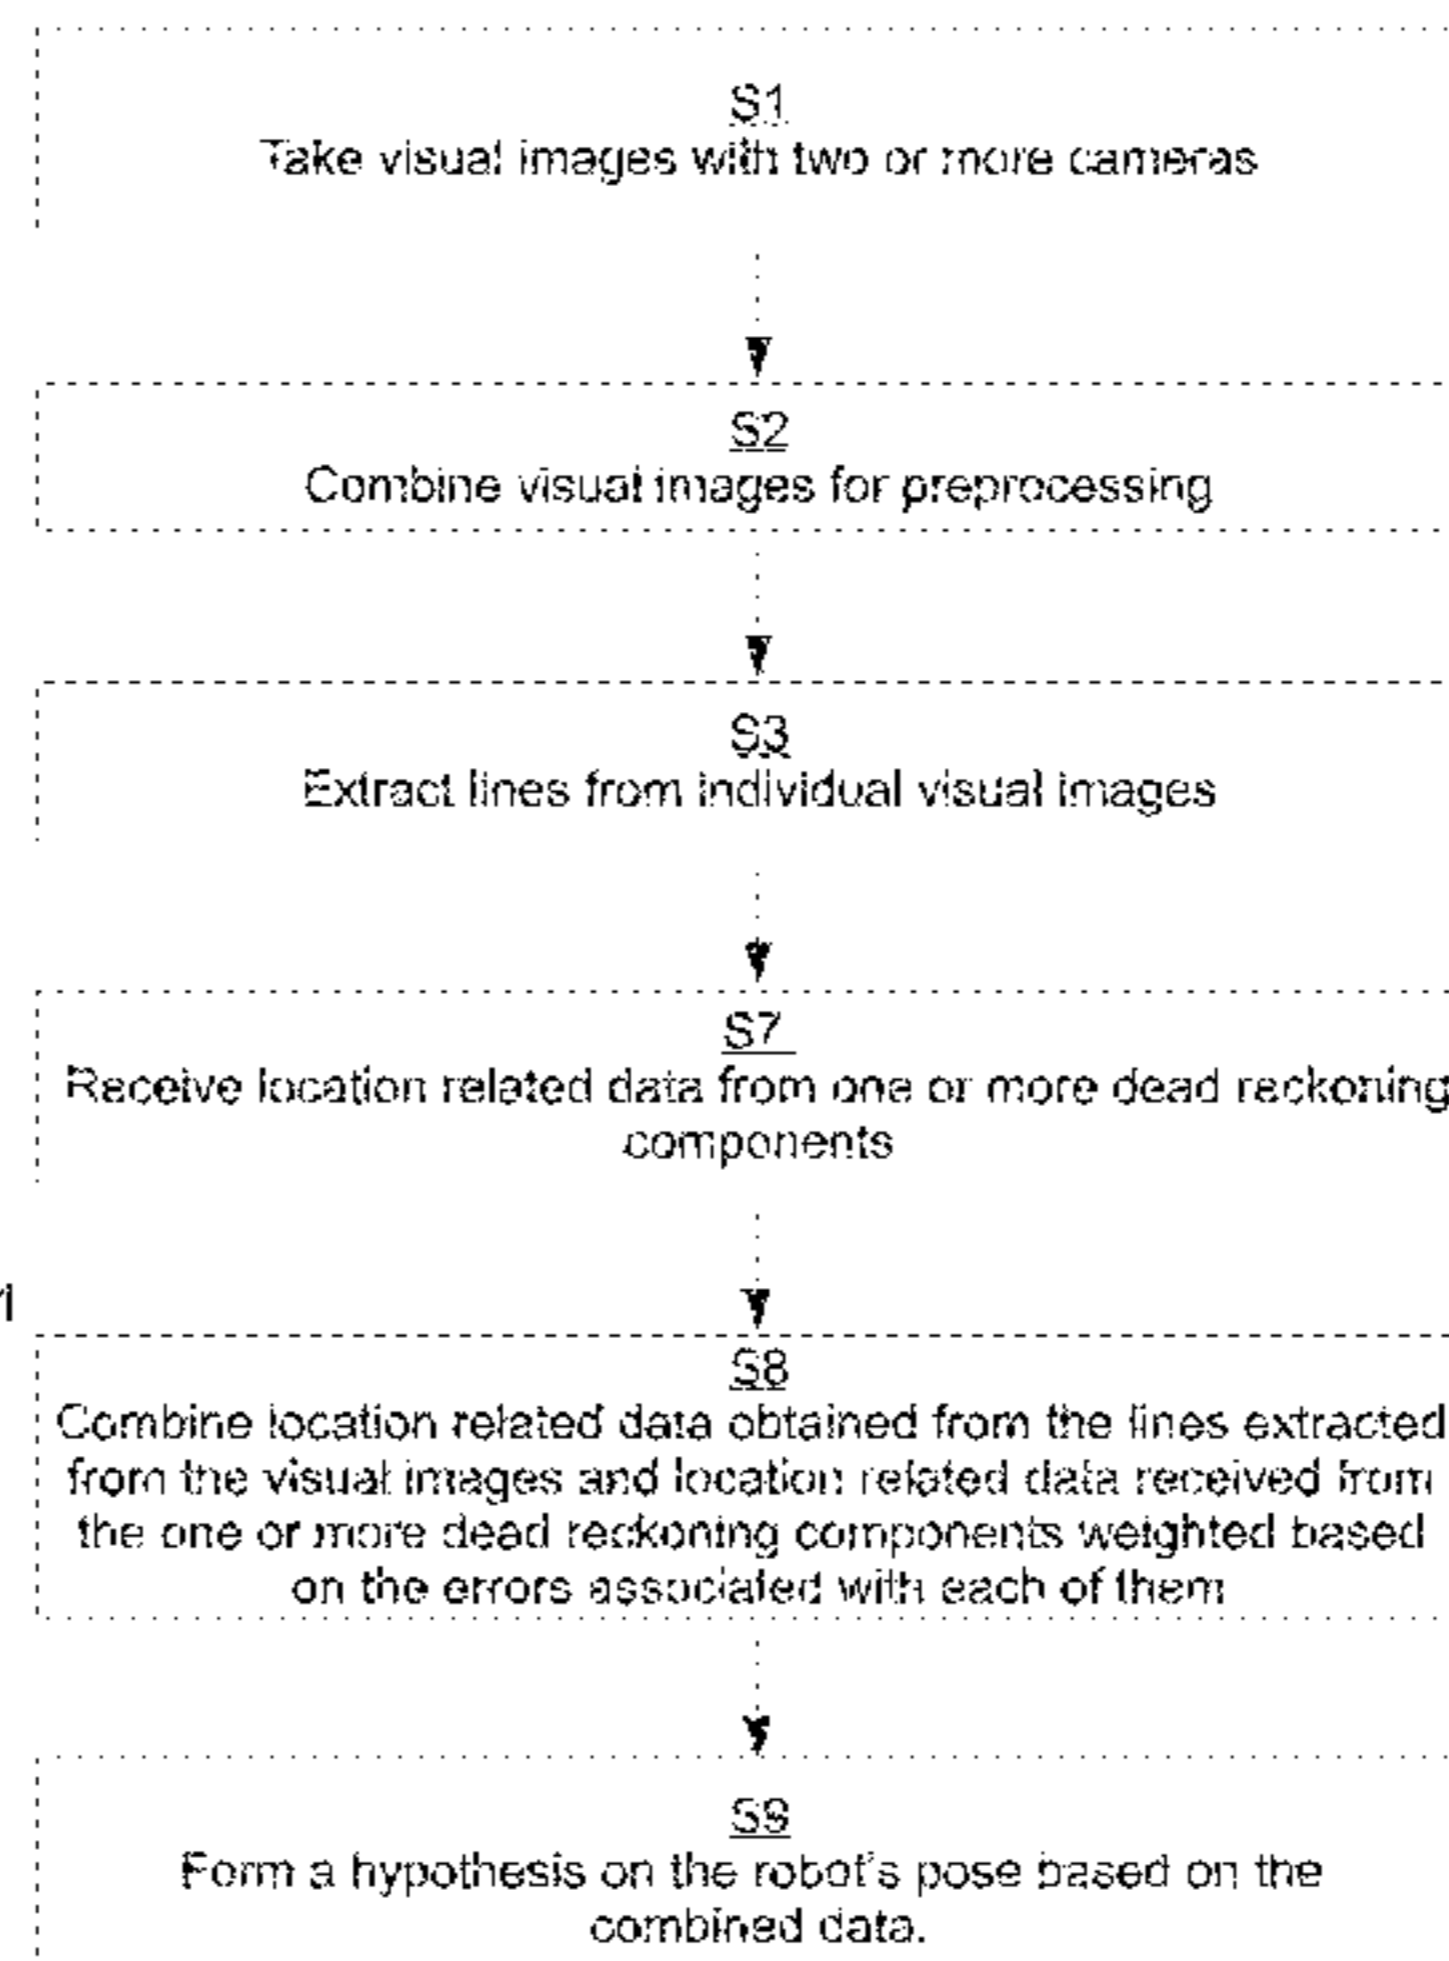 S1
Take visual images with two or more cameras
S2
Combine visual images for preprocessing
S3
Extract lines from individual visual images
S7
Receive location related data from one or more dead reckoning
components
S8
Combine location related data obtained from the lines extracted
from the visual images and location related data received from
the one or more dead reckoning components weighted based
on the errors associated with each of them
S9
Form a hypothesis on the robot's pose based on the
combined data.